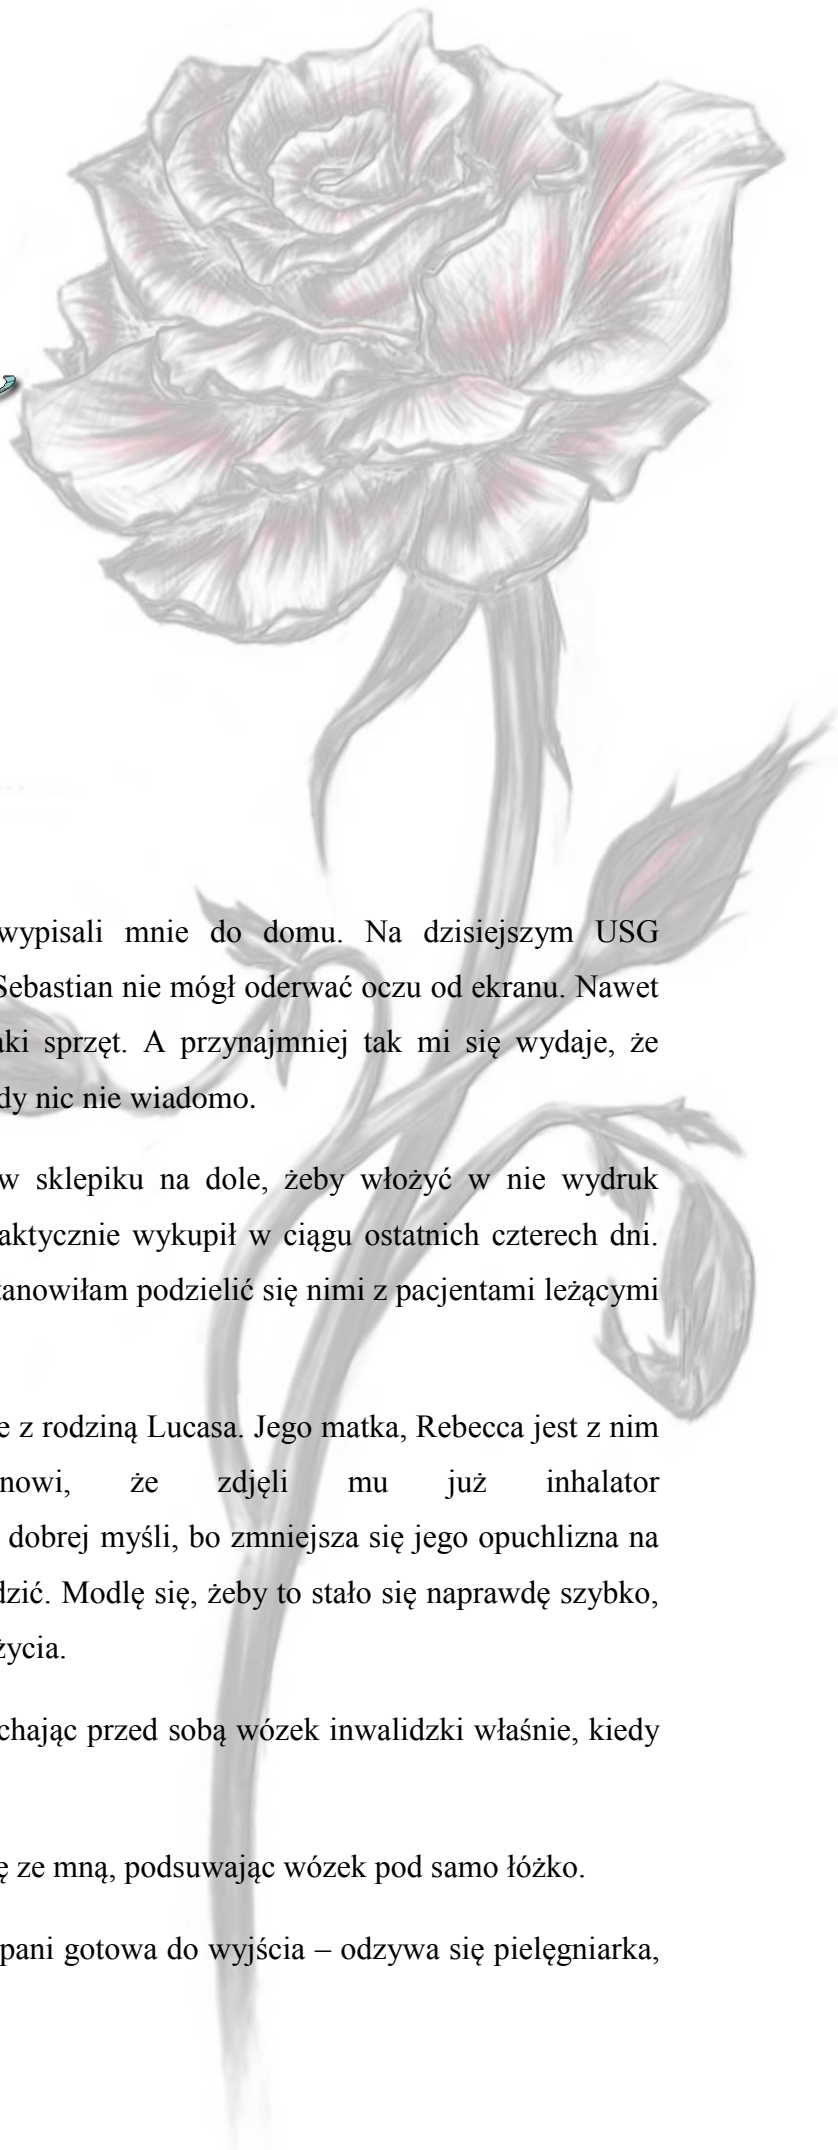 wypisali mnie do domu. Na dzisiejszym USG
Sebastian nie mógł oderwać oczu od ekranu. Nawet
aki sprzęt. A przynajmniej tak mi się wydaje, że
dy nic nie wiadomo.
w sklepiku na dole, żeby włożyć w nie wydruk
aktycznie wykupił w ciągu ostatnich czterech dni.
tanowiłam podzielić się nimi z pacjentami leżącymi
e z rodziną Lucasa. Jego matka, Rebecca jest z nim
nowi, że zdjęli mu już inhalator
dobrej myśli, bo zmniejsza się jego opuchlizna na
dzić. Modlę się, żeby to stało się naprawdę szybko,
życia.
chając przed sobą wózek inwalidzki właśnie, kiedy
ę ze mną, podsuwając wózek pod samo łóżko.
pani gotowa do wyjścia – odzywa się pielęgniarka,